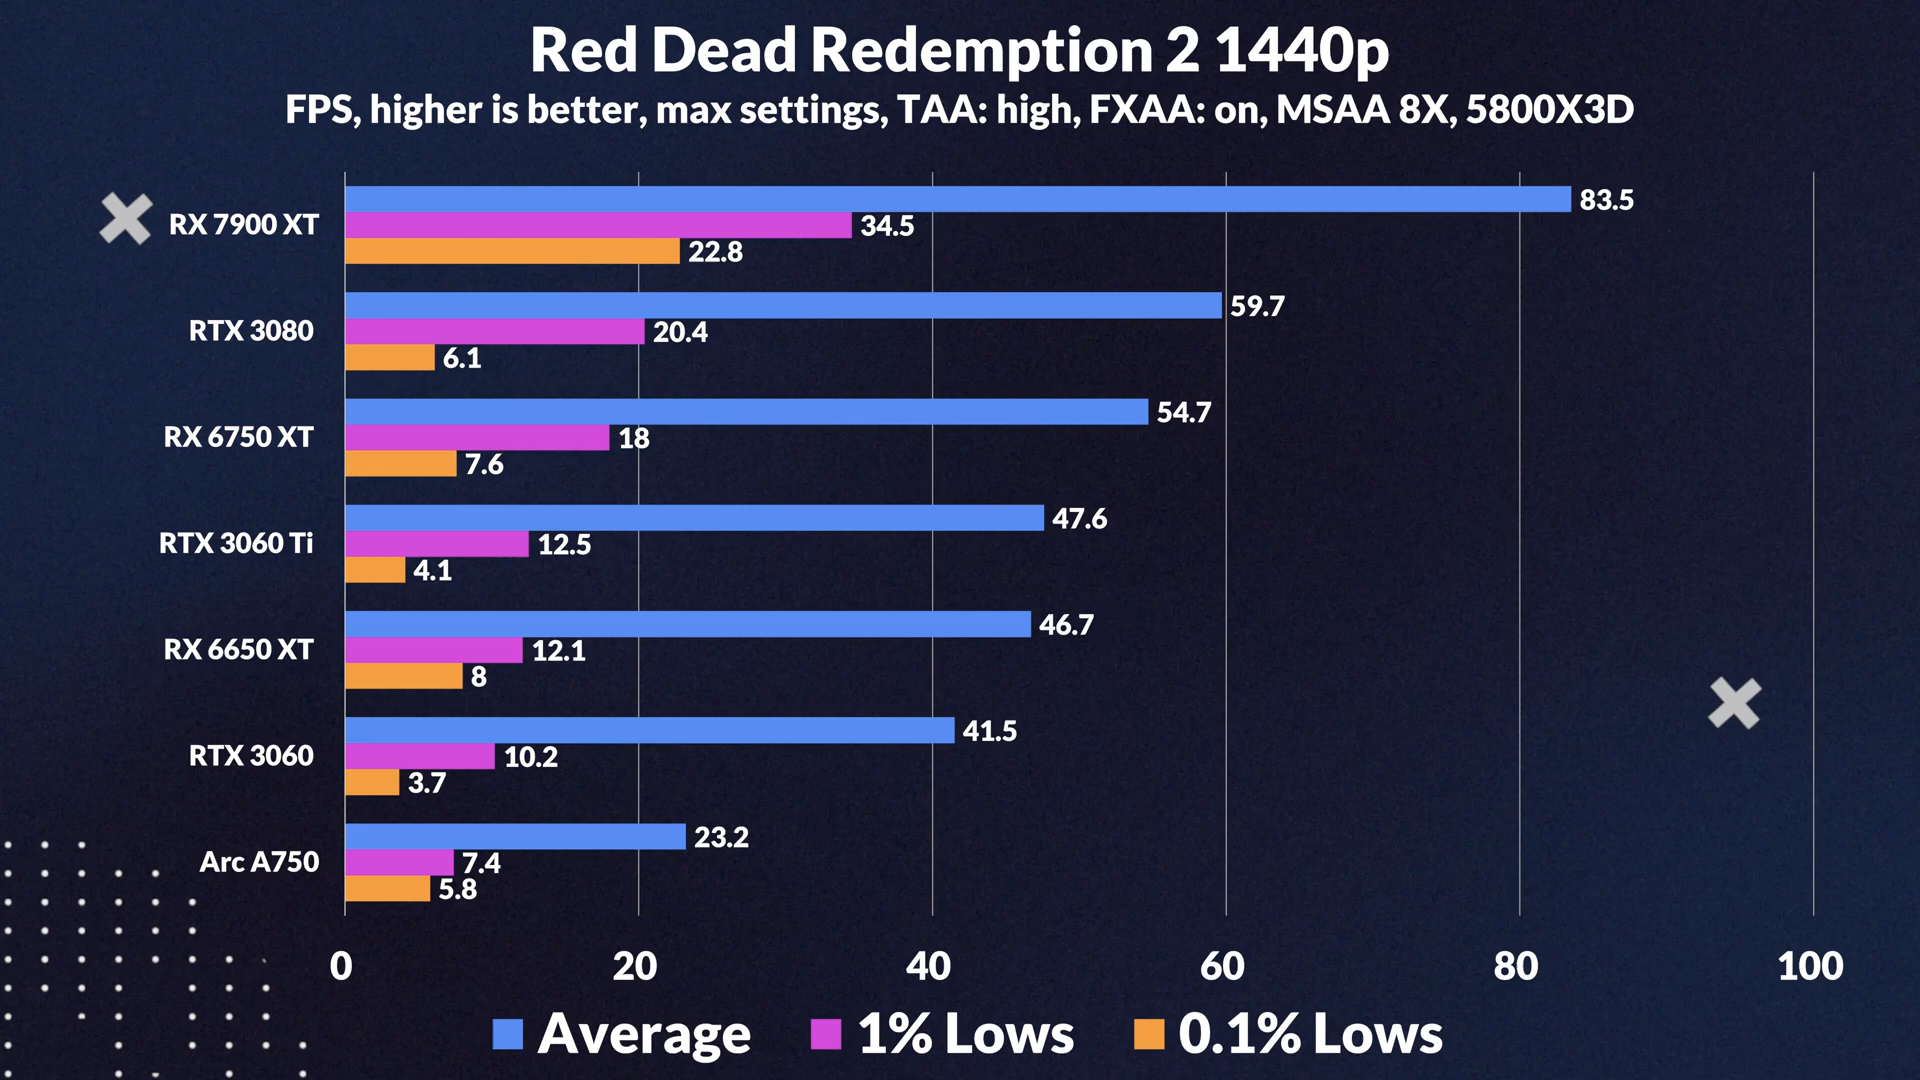 Red Dead Redemption 2 1440p
FPS, higher is better, max settings, TAA: high, FXAA: on, MSAA 8X, 5800X3D
RX 7900 XT
83.5
34.5
22.8
RTX 3080
59.7
20.4
6.1
RX 6750 XT
54.7
18
7.6
RTX 3060 Ti
47.6
12.5
4.1
RX 6650 XT
46.7
12.1
8
RTX 3060
41.5
10.2
3.7
Arc A750
23.2
7.4
5.8
0 20 40 60 80 100
Average 1% Lows 0.1% Lows